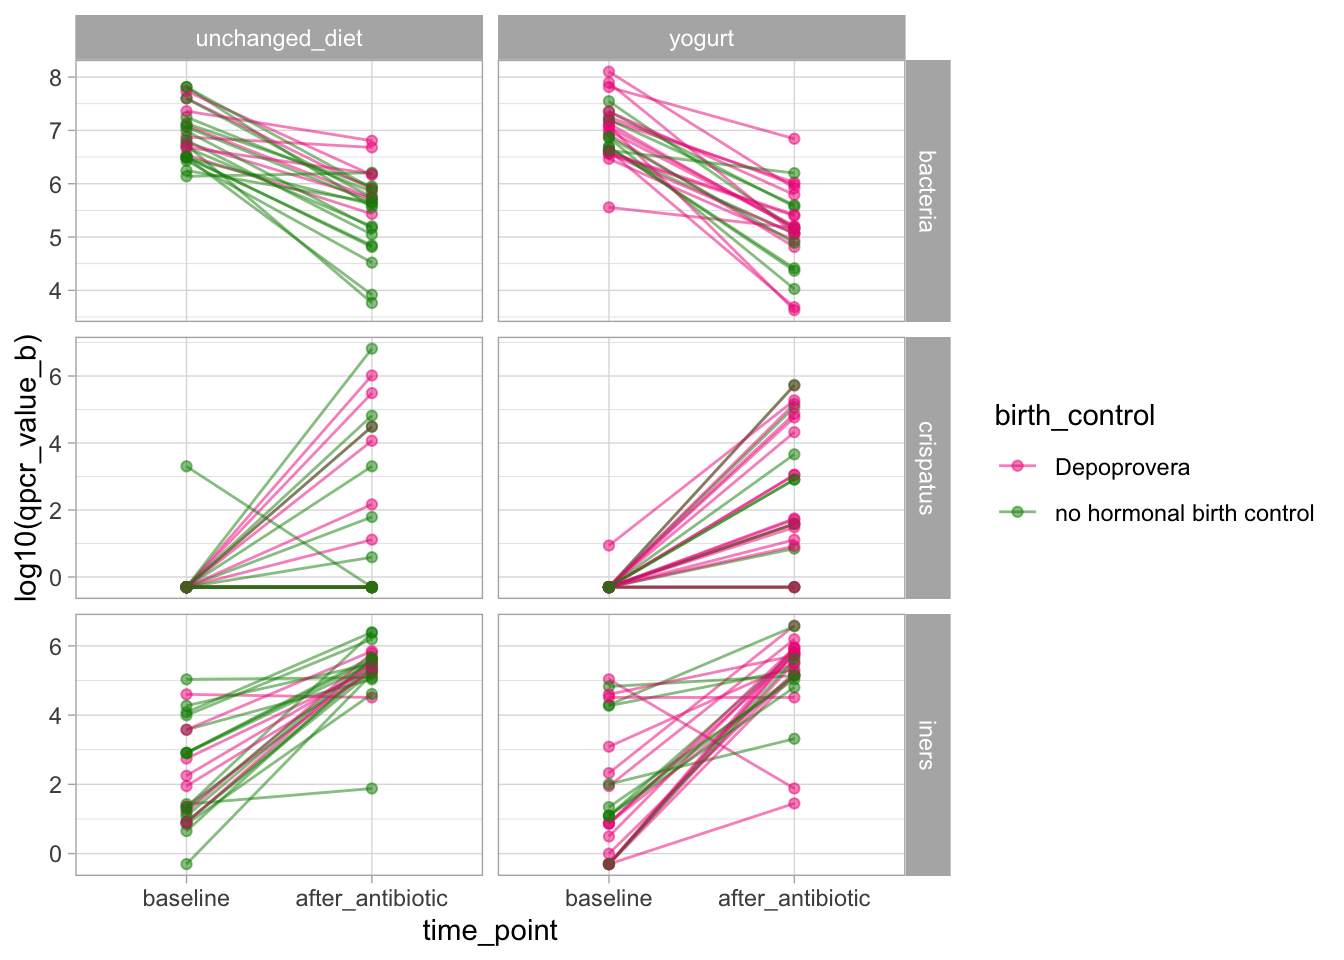 unchanged_diet
yogurt
8
7
6
5
4
bacteria
6
4
2
0
crispatus
6
4
2
0
iners
log10(qpcr_value_b)
baseline
after_antibiotic
baseline
after_antibiotic
time_point
birth_control
Depoprovera
no hormonal birth control